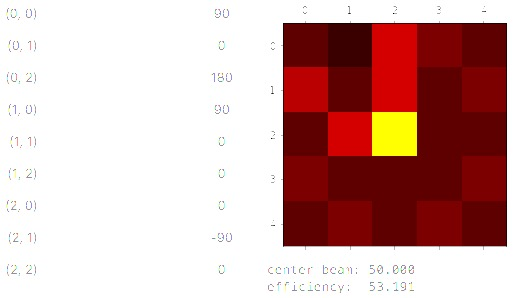 (0, 0) 90
(0, 1) 0
(0, 2) 180
(1, 0) 90
(1, 1) 0
(1, 2) 0
(2, 0) 0
(2, 1) -90
(2, 2) 0
0 1 2 3 4
0
1
2
3
4
center beam: 50.000
efficiency: 53.191